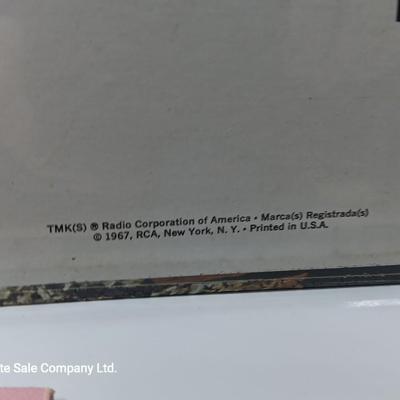 TMK(S) ® Radio Corporation of America • Marca(s) Registrada(s)
© 1967, RCA, New York, N. Y. • Printed in U.S.A.
te Sale Company Ltd.